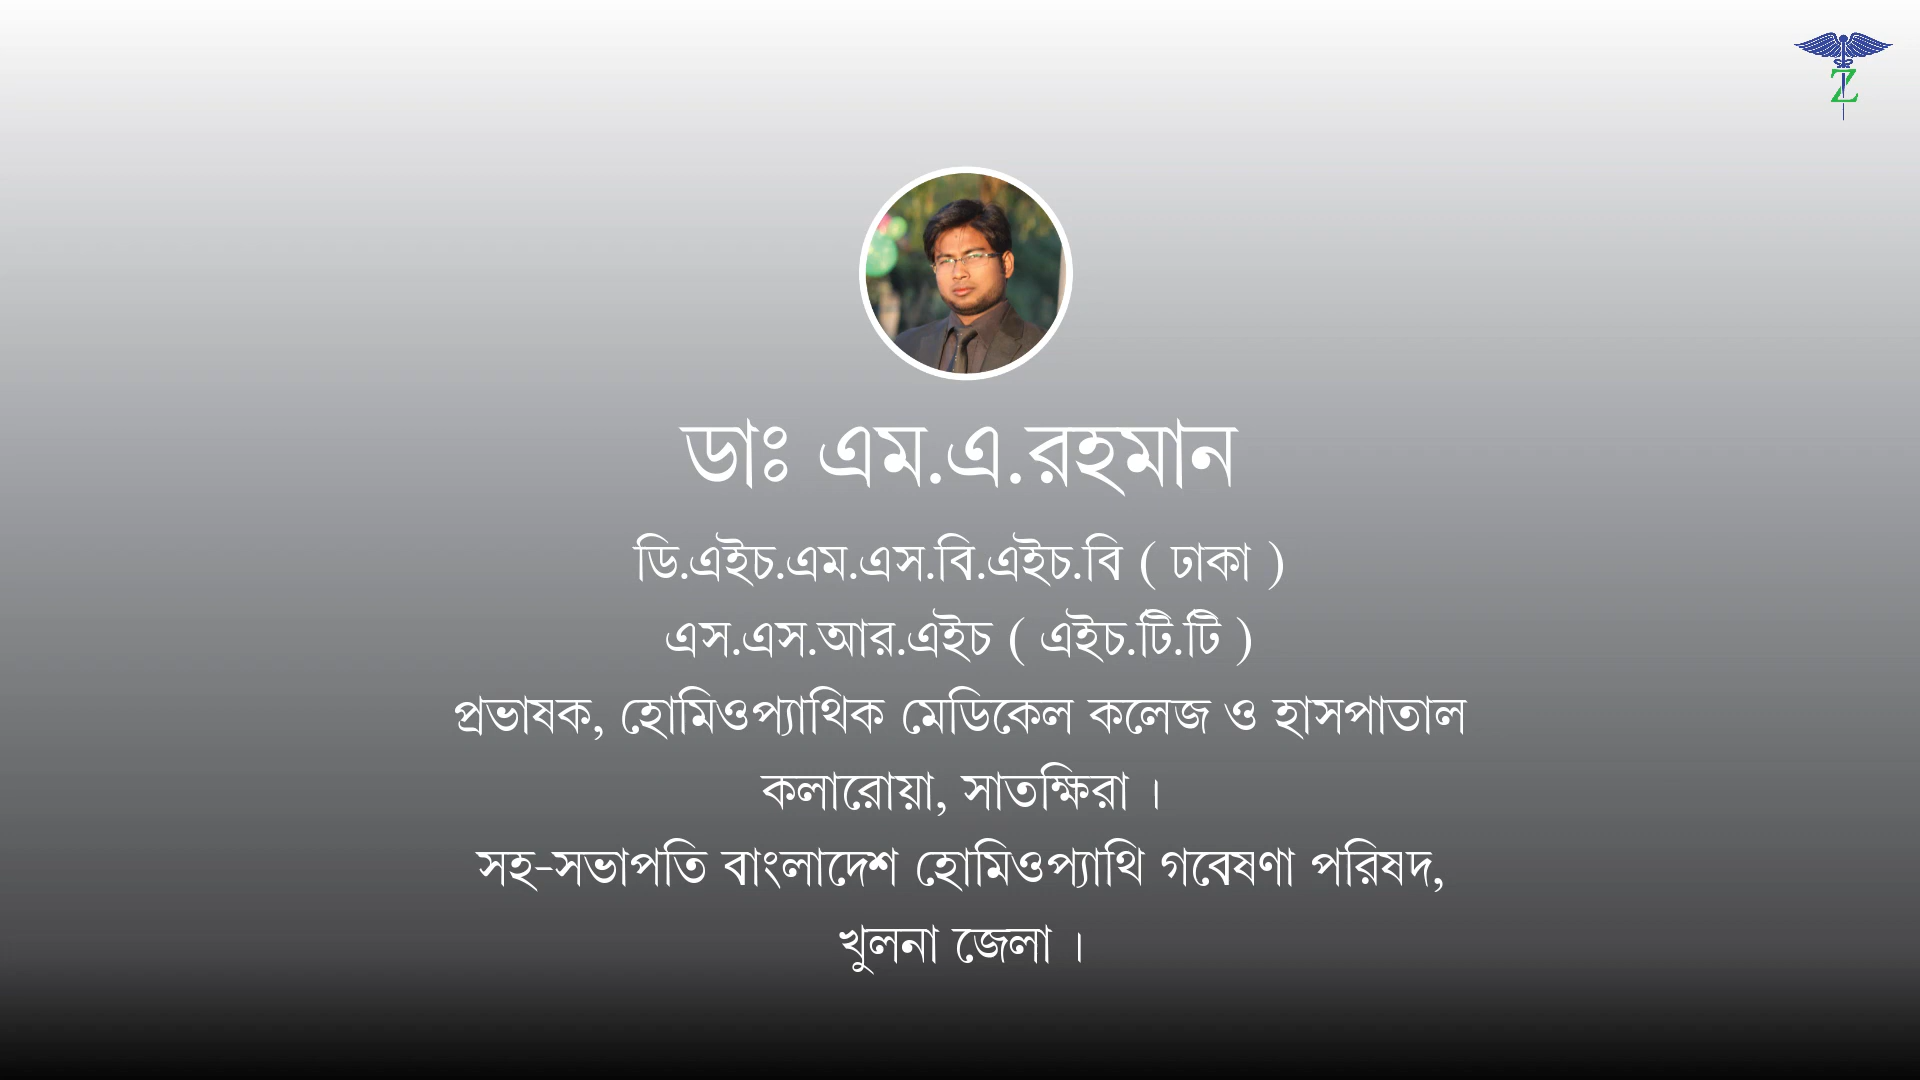 ডাঃ এম.এ.রহমান
ডি.এইচ.এম.এস.বি.এইচ.বি ( ঢাকা )
এস.এস.আর.এইচ ( এইচ.টি.টি )
প্রভাষক, হোমিওপ্যাথিক মেডিকেল কলেজ ও হাসপাতাল
কলারোয়া, সাতক্ষিরা ।
সহ-সভাপতি বাংলাদেশ হোমিওপ্যাথি গবেষণা পরিষদ,
খুলনা জেলা ।
Z